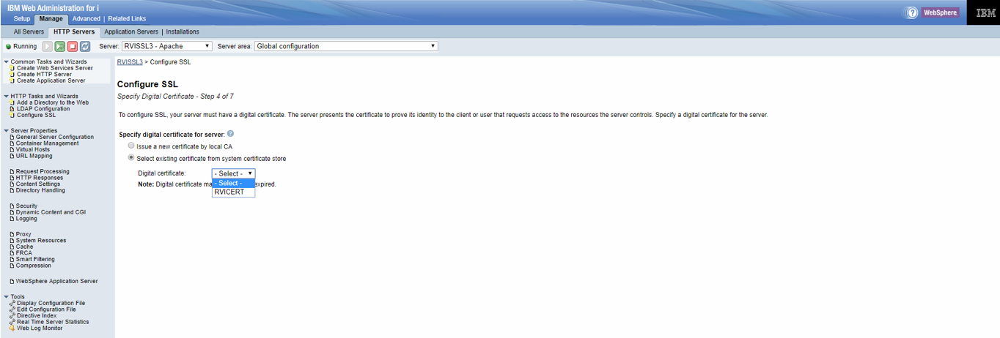 IBM Web Administration for i
Setup Manage Advanced | Related Links
? WebSphere. IBM
All Servers HTTP Servers Application Servers | Installations
Running Server: RVISSL3 - Apache Server area: Global configuration
Common Tasks and Wizards
Create Web Services Server
Create HTTP Server
Create Application Server
HTTP Tasks and Wizards
Add a Directory to the Web
LDAP Configuration
Configure SSL
Server Properties
General Server Configuration
Container Management
Virtual Hosts
URL Mapping
Request Processing
HTTP Responses
Content Settings
Directory Handling
Security
Dynamic Content and CGI
Logging
Proxy
System Resources
Cache
FRCA
Smart Filtering
Compression
WebSphere Application Server
Tools
Display Configuration File
Edit Configuration File
Directive Index
Real Time Server Statistics
Web Log Monitor
RVISSL3 > Configure SSL
Configure SSL
Specify Digital Certificate - Step 4 of 7
To configure SSL, your server must have a digital certificate. The server presents the certificate to prove its identity to the client or user that requests access to the resources the server controls. Specify a digital certificate for the server.
Specify digital certificate for server: ?
Issue a new certificate by local CA
Select existing certificate from system certificate store
Digital certificate: - Select -
- Select -
RVICERT
Note: Digital certificate ma xpired.